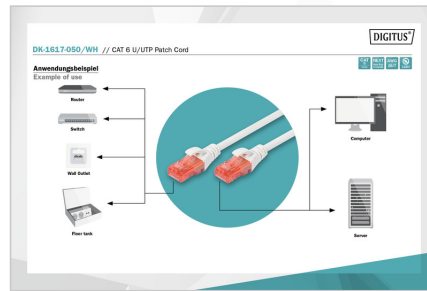 DIGITUS®
DK-1617-050/WH // CAT 6 U/UTP Patch Cord
Anwendungsbeispiel
Example of use
Router
Switch
Wall Outlet
Floor tank
Computer
Server